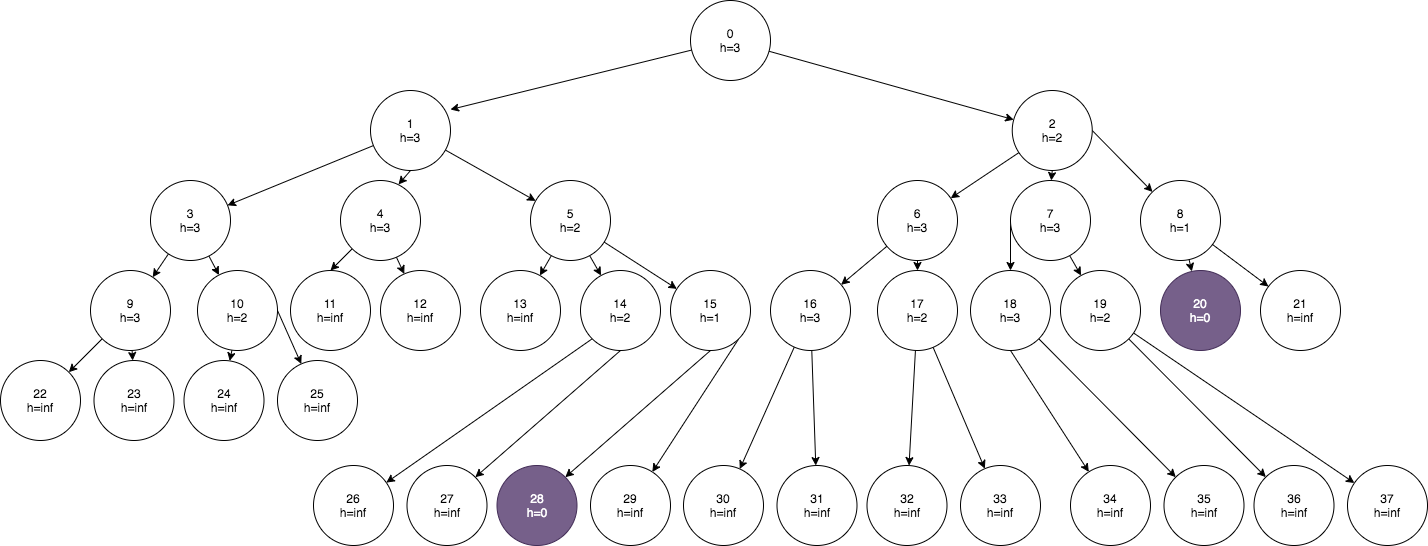 0
h=3
1
h=3
2
h=2
3
h=3
4
h=3
5
h=2
6
h=3
7
h=3
8
h=1
9
h=3
10
h=2
11
h=inf
12
h=inf
13
h=inf
14
h=2
15
h=1
16
h=3
17
h=2
18
h=3
19
h=2
20
h=0
21
h=inf
22
h=inf
23
h=inf
24
h=inf
25
h=inf
26
h=inf
27
h=inf
28
h=0
29
h=inf
30
h=inf
31
h=inf
32
h=inf
33
h=inf
34
h=inf
35
h=inf
36
h=inf
37
h=inf